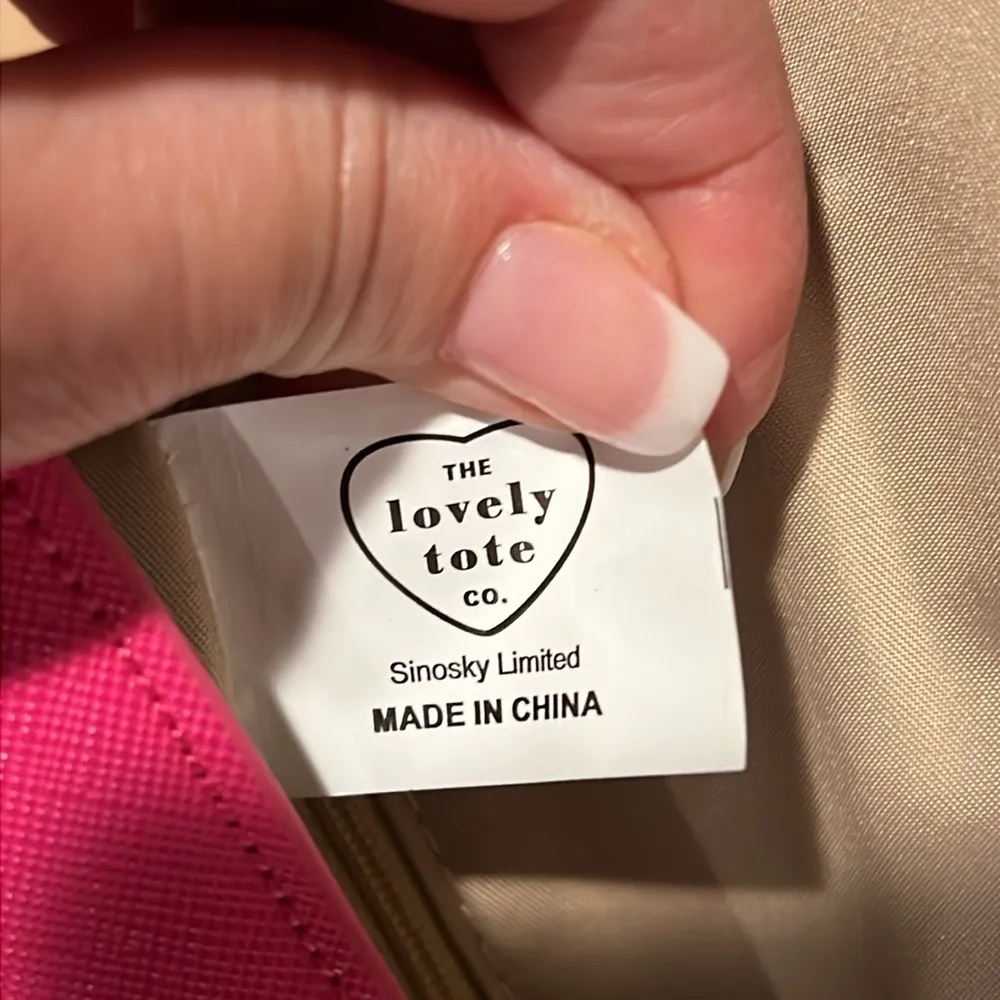 THE
lovely
tote
CO.
Sinosky Limited
MADE IN CHINA